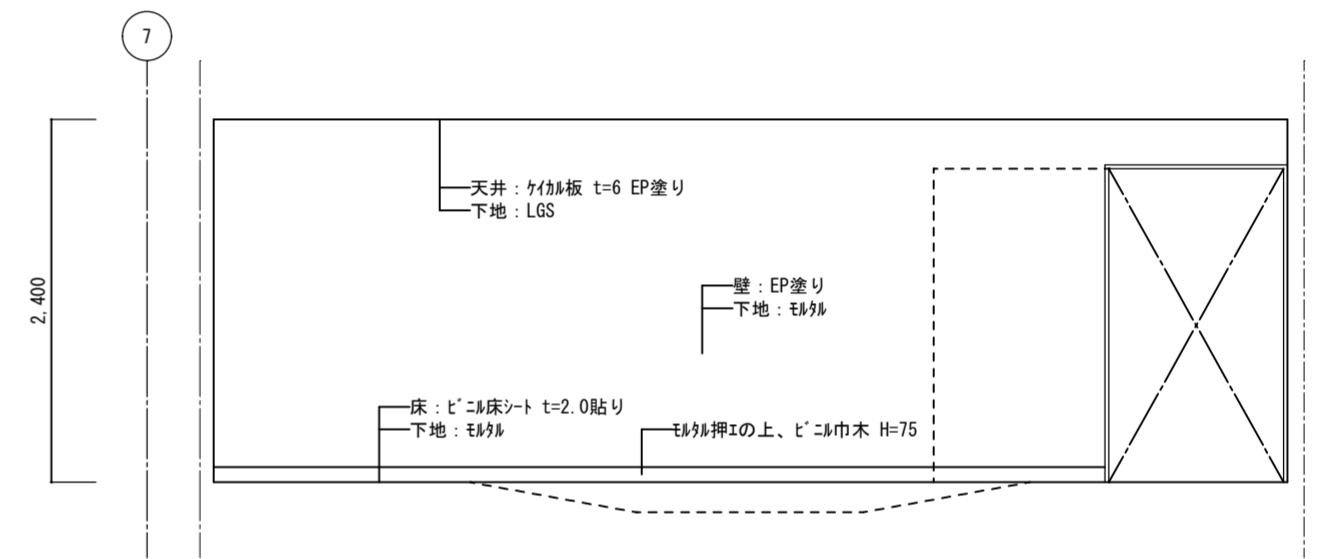 7
天井：ｹｲｶﾙ板 t=6 EP塗り
下地：LGS
2,400
壁：EP塗り
下地：ﾓﾙﾀﾙ
床：ﾋﾞﾆﾙ床ｼｰﾄ t=2.0貼り
下地：ﾓﾙﾀﾙ
ﾓﾙﾀﾙ押ｴの上、ﾋﾞﾆﾙ巾木 H=75